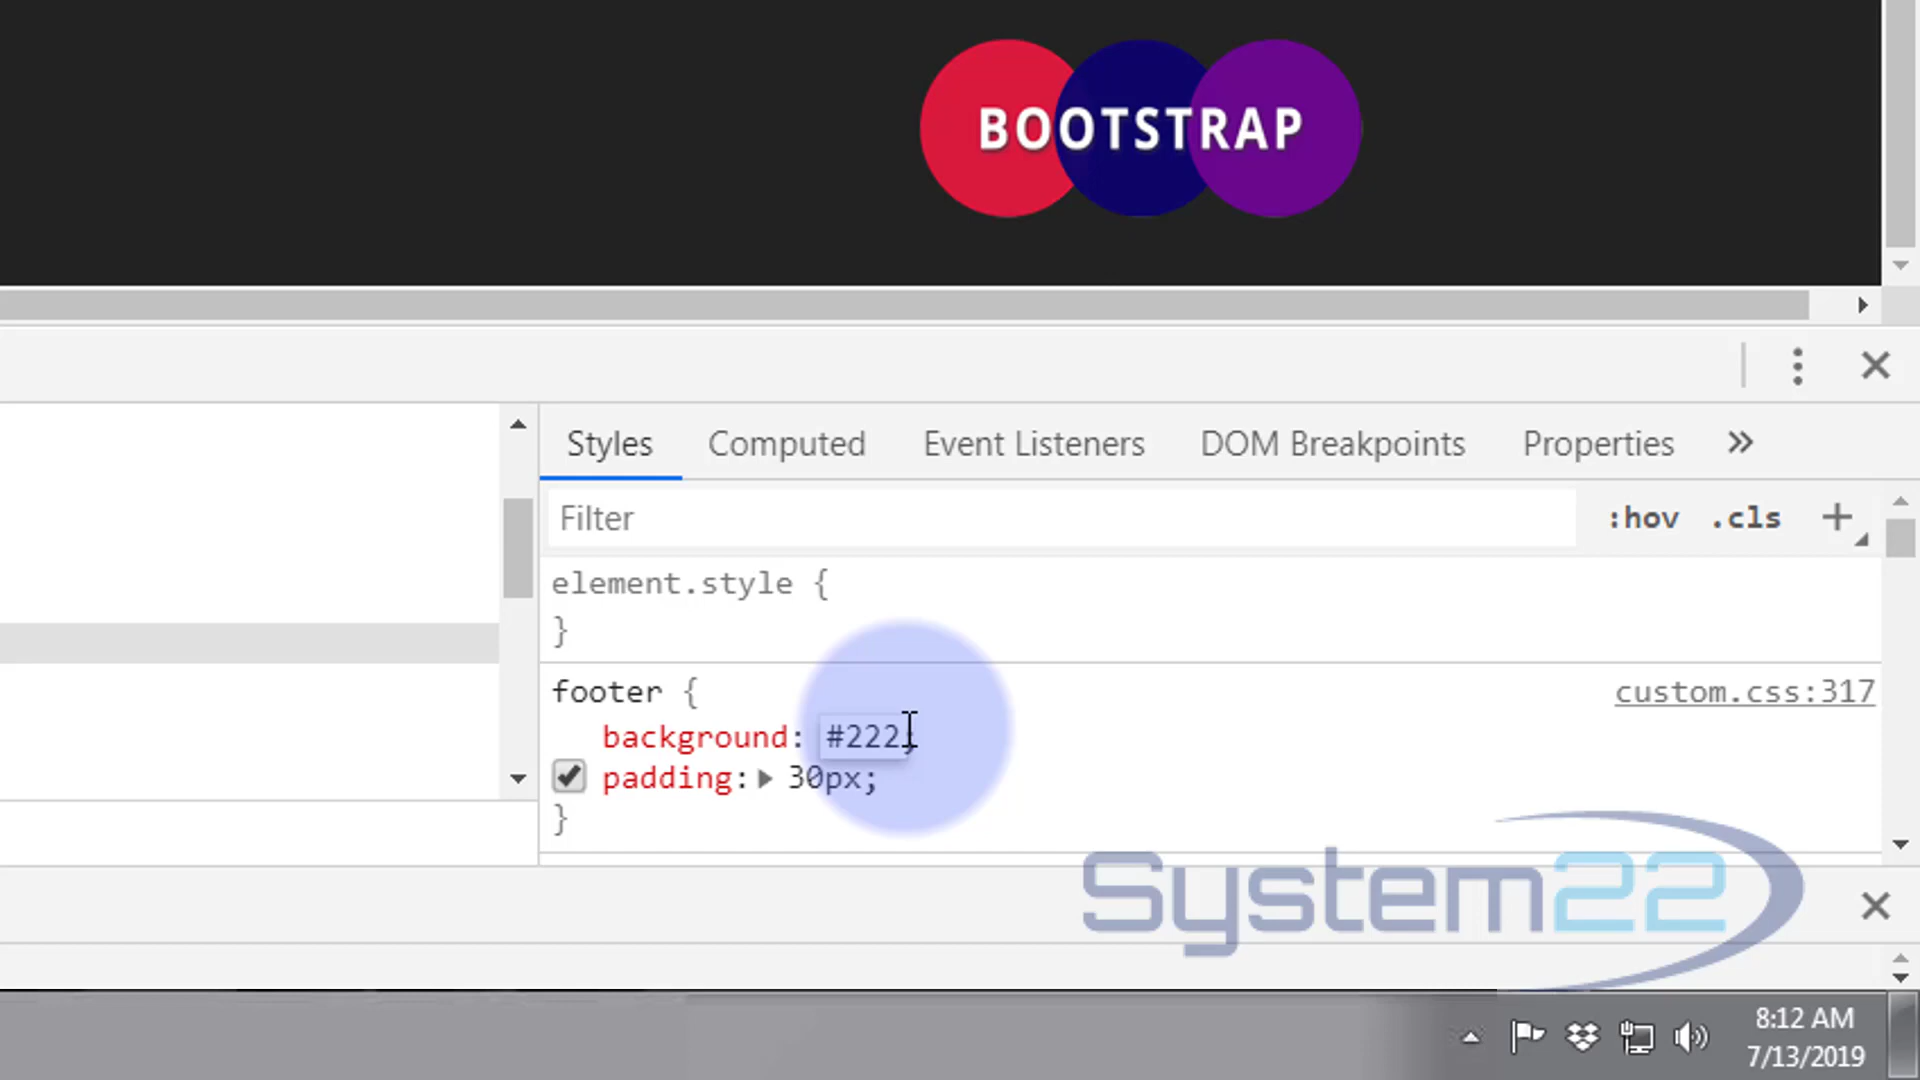 BOOTSTRAP
Styles Computed Event Listeners DOM Breakpoints Properties »
Filter :hov .cls +
element.style {
}
footer { custom.css:317
background: #222;
padding: 30px;
}
System22
8:12 AM
7/13/2019